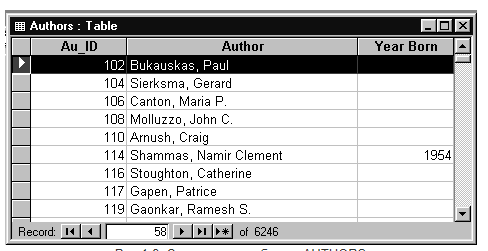 Authors : Table
Au_ID Author Year Born
102 Bukauskas, Paul
104 Sierksma, Gerard
106 Canton, Maria P.
108 Molluzzo, John C.
110 Arnush, Craig
114 Shammas, Namir Clement 1954
116 Stoughton, Catherine
117 Gapen, Patrice
119 Gaonkar, Ramesh S.
Record: 58 of 6246